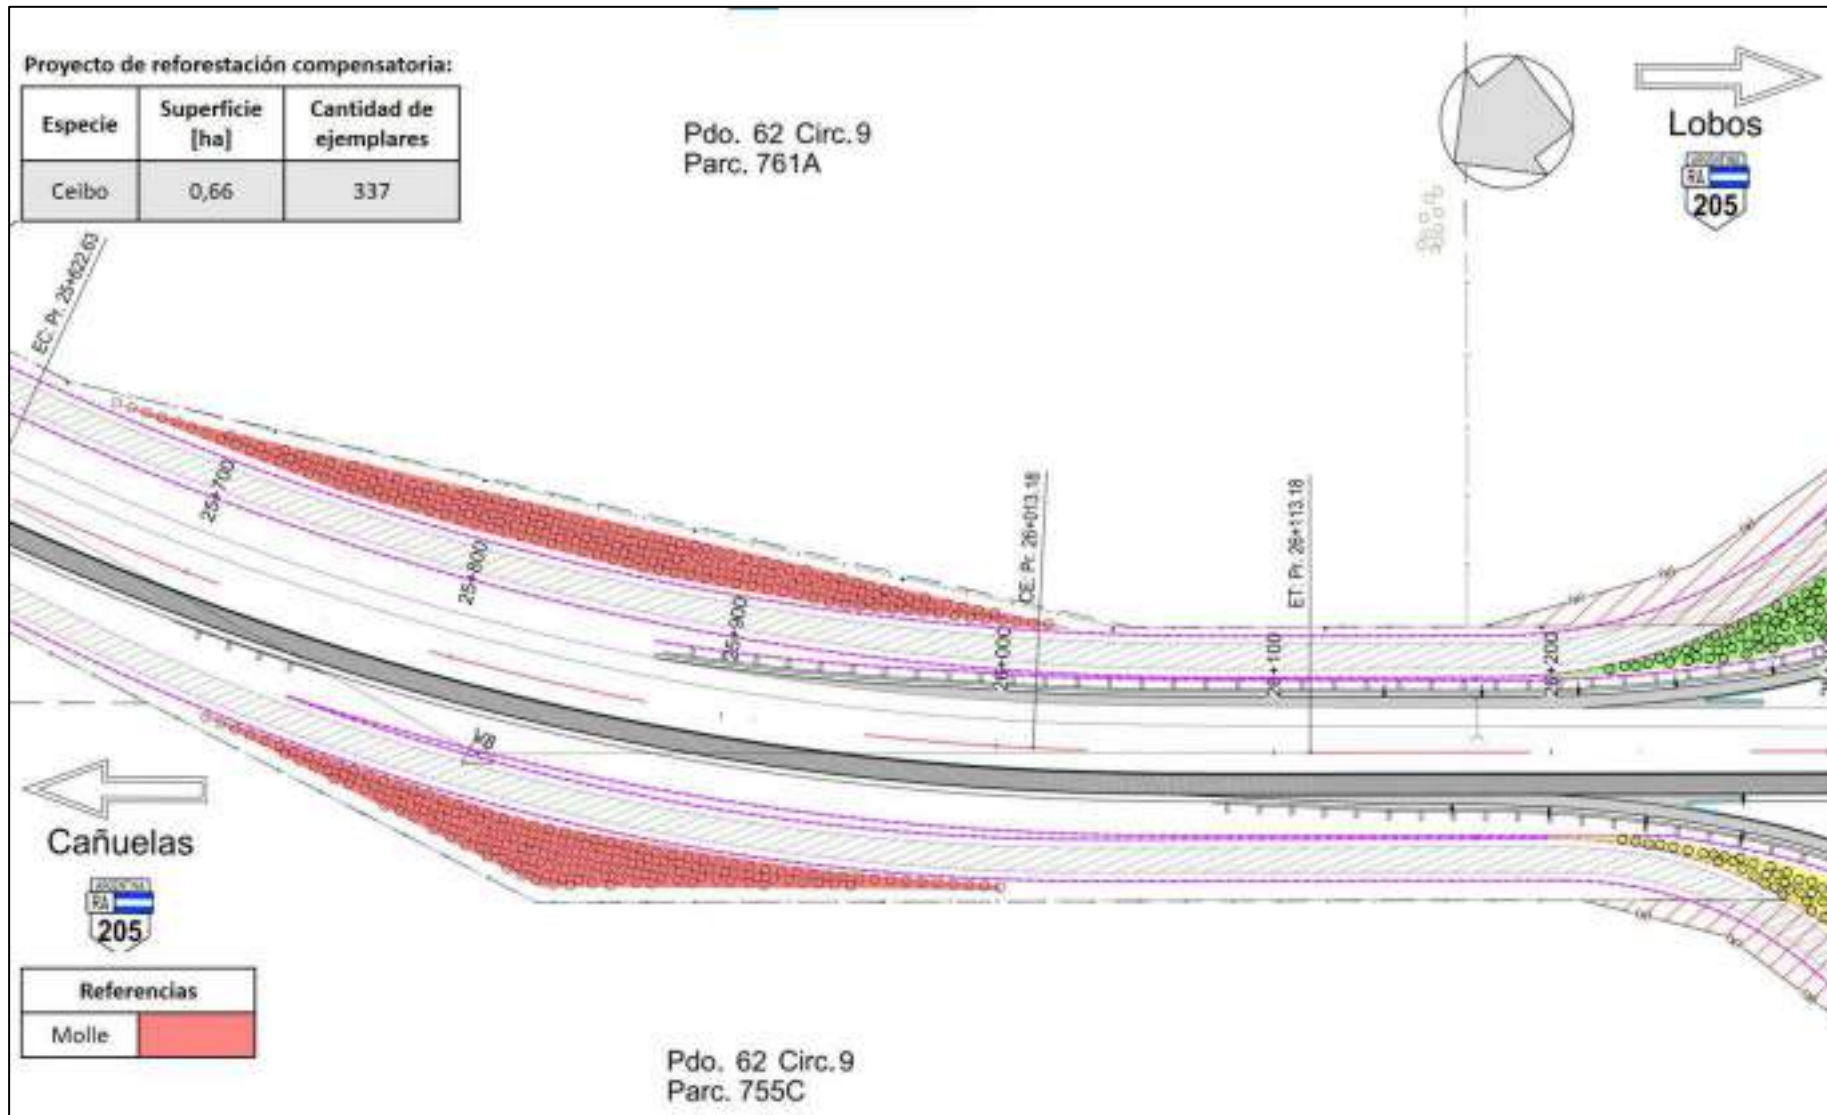 Proyecto de reforestación compensatoria:
Especie
Superficie
[ha]
Cantidad de
ejemplares
Ceibo
0,66
337
Pdo. 62 Circ. 9
Parc. 761A
Lobos
ARGENTINA
RA
205
EC: Pr. 25+622.63
25+700
25+800
25+900
26+000
CE: Pr. 26+013.18
26+100
ET: Pr. 26+113.18
26+200
Cañuelas
ARGENTINA
RA
205
Referencias
Molle
Pdo. 62 Circ. 9
Parc. 755C